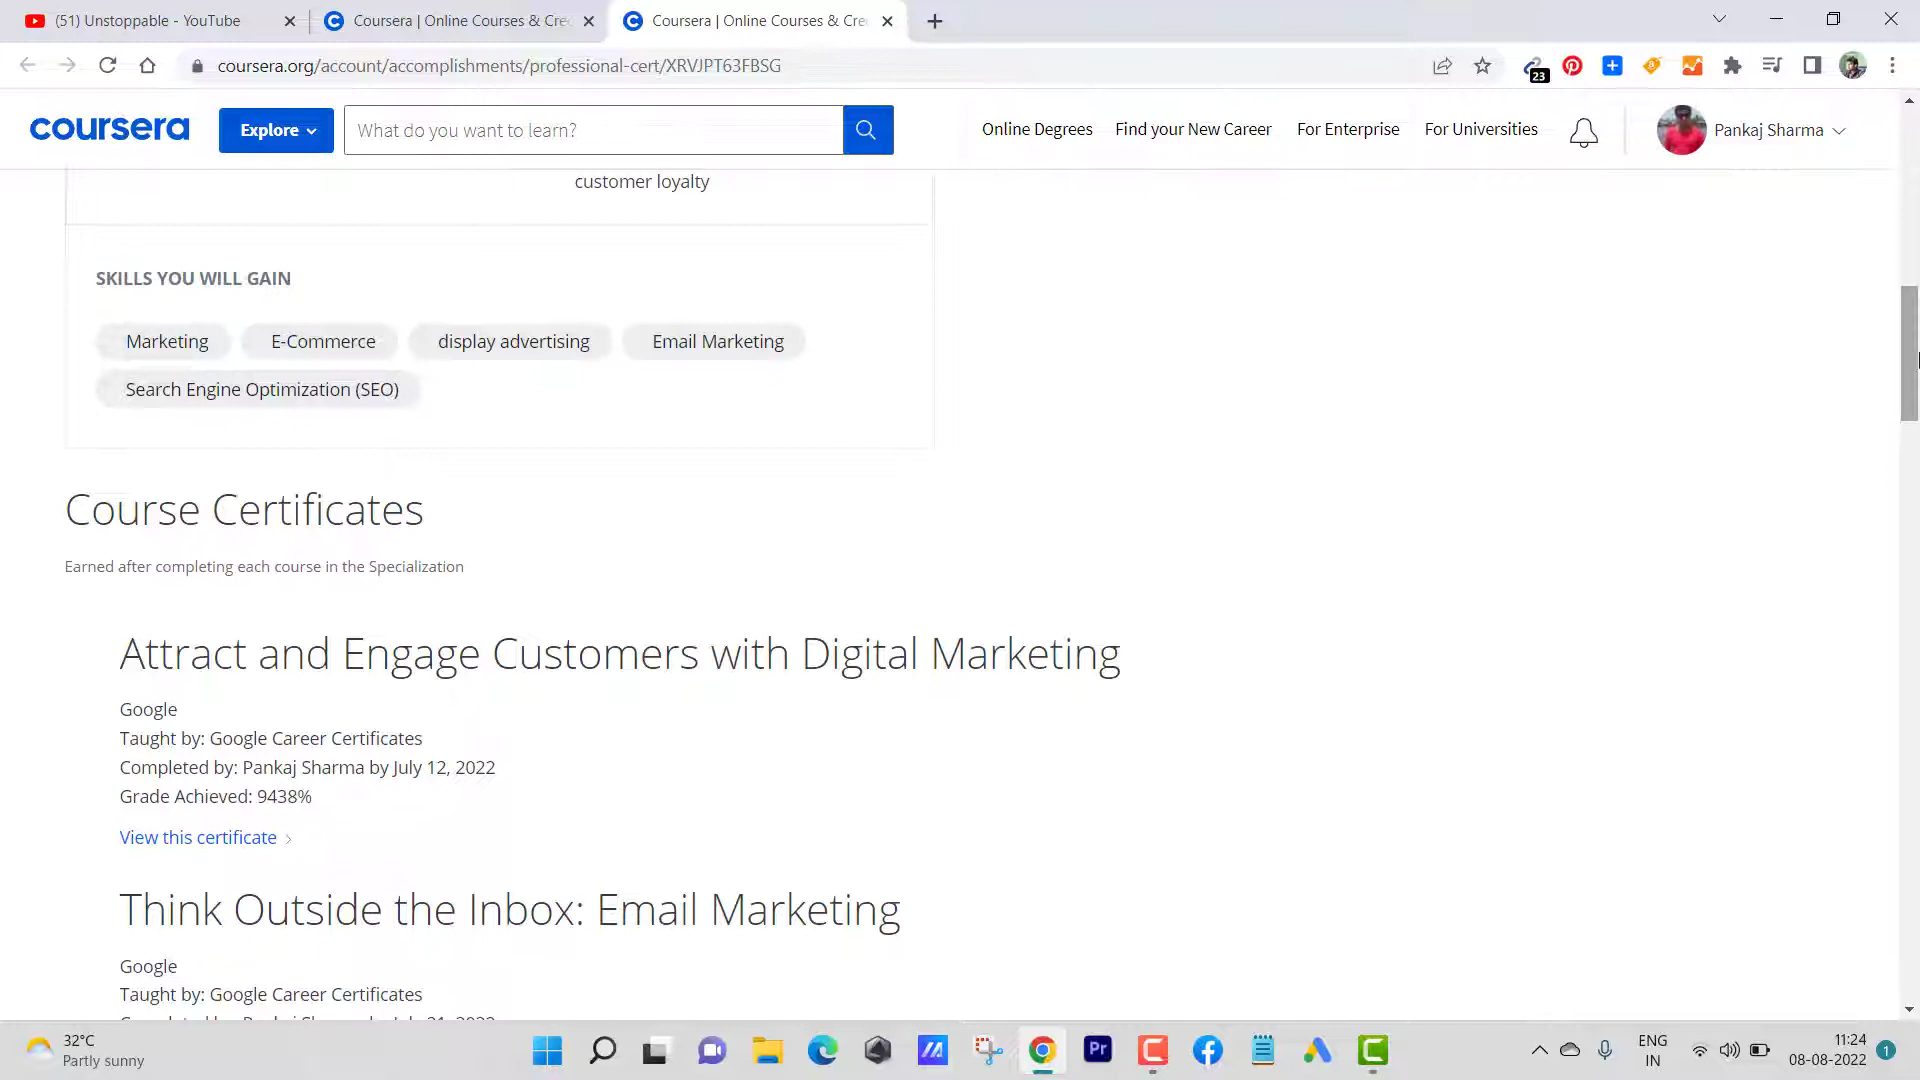 (51) Unstoppable - YouTube
Coursera | Online Courses & Cre
Coursera | Online Courses & Cre
coursera.org/account/accomplishments/professional-cert/XRVJPT63FBSG
23
coursera
Explore
What do you want to learn?
Online Degrees
Find your New Career
For Enterprise
For Universities
Pankaj Sharma
customer loyalty
SKILLS YOU WILL GAIN
Marketing
E-Commerce
display advertising
Email Marketing
Search Engine Optimization (SEO)
Course Certificates
Earned after completing each course in the Specialization
Attract and Engage Customers with Digital Marketing
Google
Taught by: Google Career Certificates
Completed by: Pankaj Sharma by July 12, 2022
Grade Achieved: 9438%
View this certificate
Think Outside the Inbox: Email Marketing
Google
Taught by: Google Career Certificates
32°C
Partly sunny
Pr
ENG
IN
11:24
08-08-2022
1